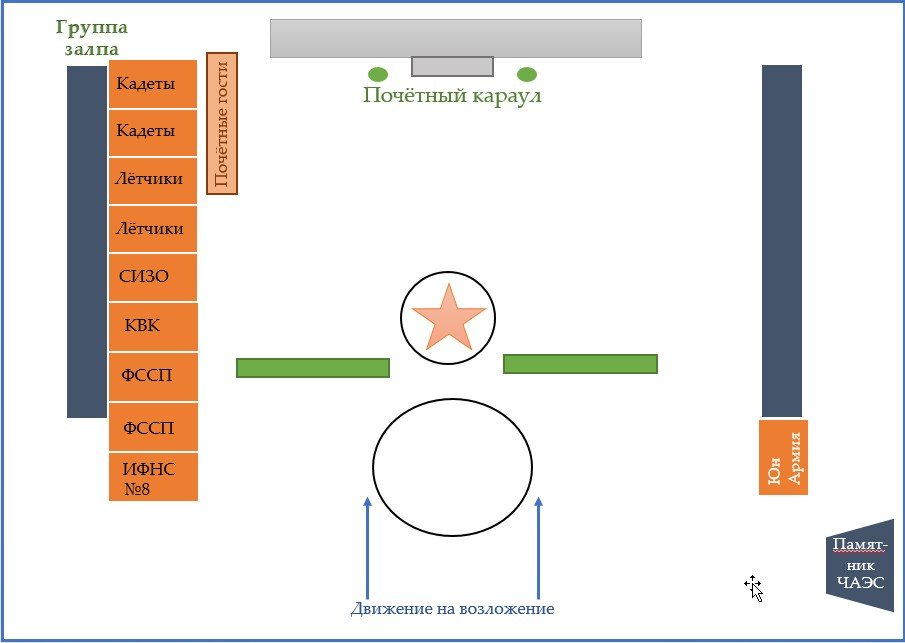 Группа
залпа
Кадеты
Кадеты
Лётчики
Лётчики
СИЗО
КВК
ФССП
ФССП
ИФНС
№8
Почётные гости
Почётный караул
Движение на возложение
Юн
Армия
Памят-
ник
ЧАЭС